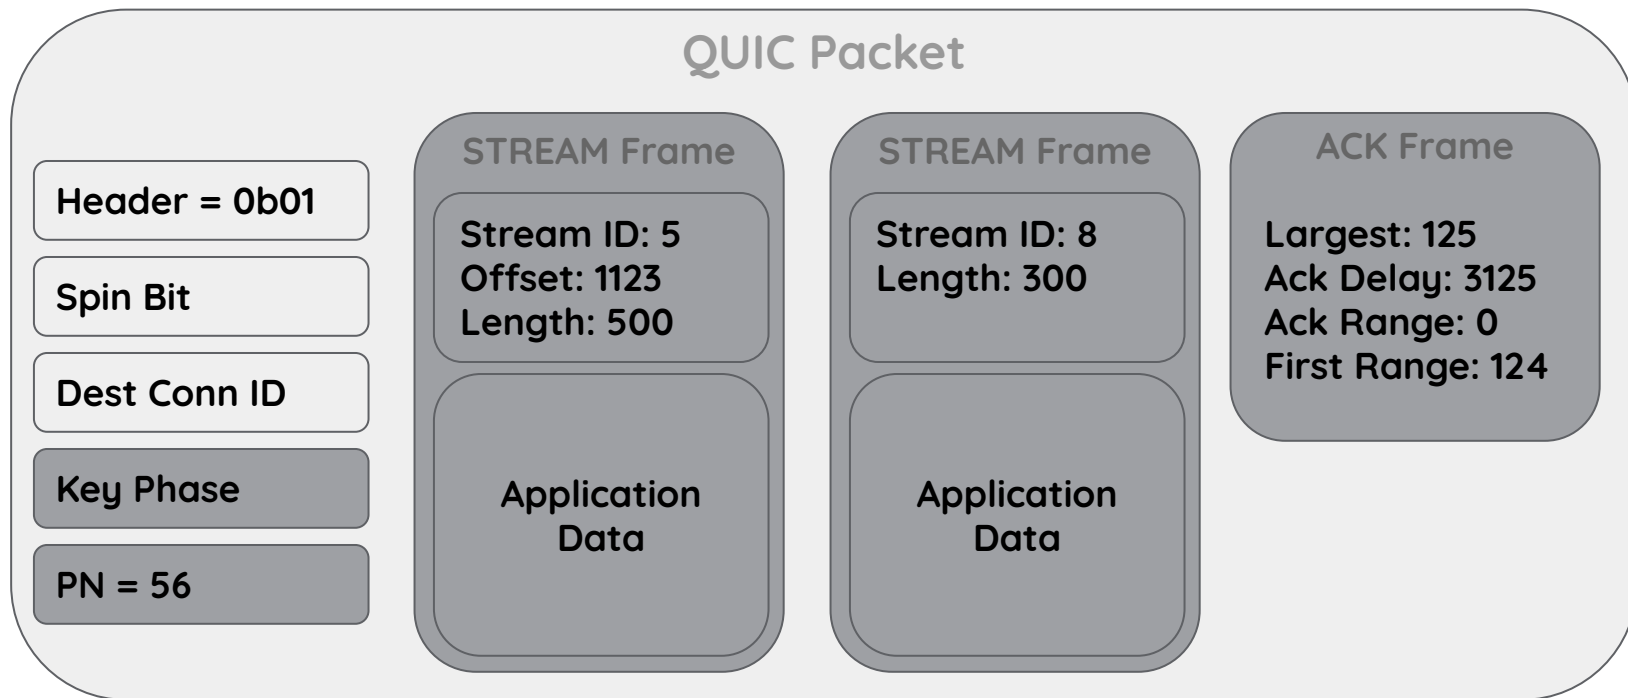 QUIC Packet
Header = 0b01
Spin Bit
Dest Conn ID
Key Phase
PN = 56
STREAM Frame
Stream ID: 5
Offset: 1123
Length: 500
Application
Data
STREAM Frame
Stream ID: 8
Length: 300
Application
Data
ACK Frame
Largest: 125
Ack Delay: 3125
Ack Range: 0
First Range: 124